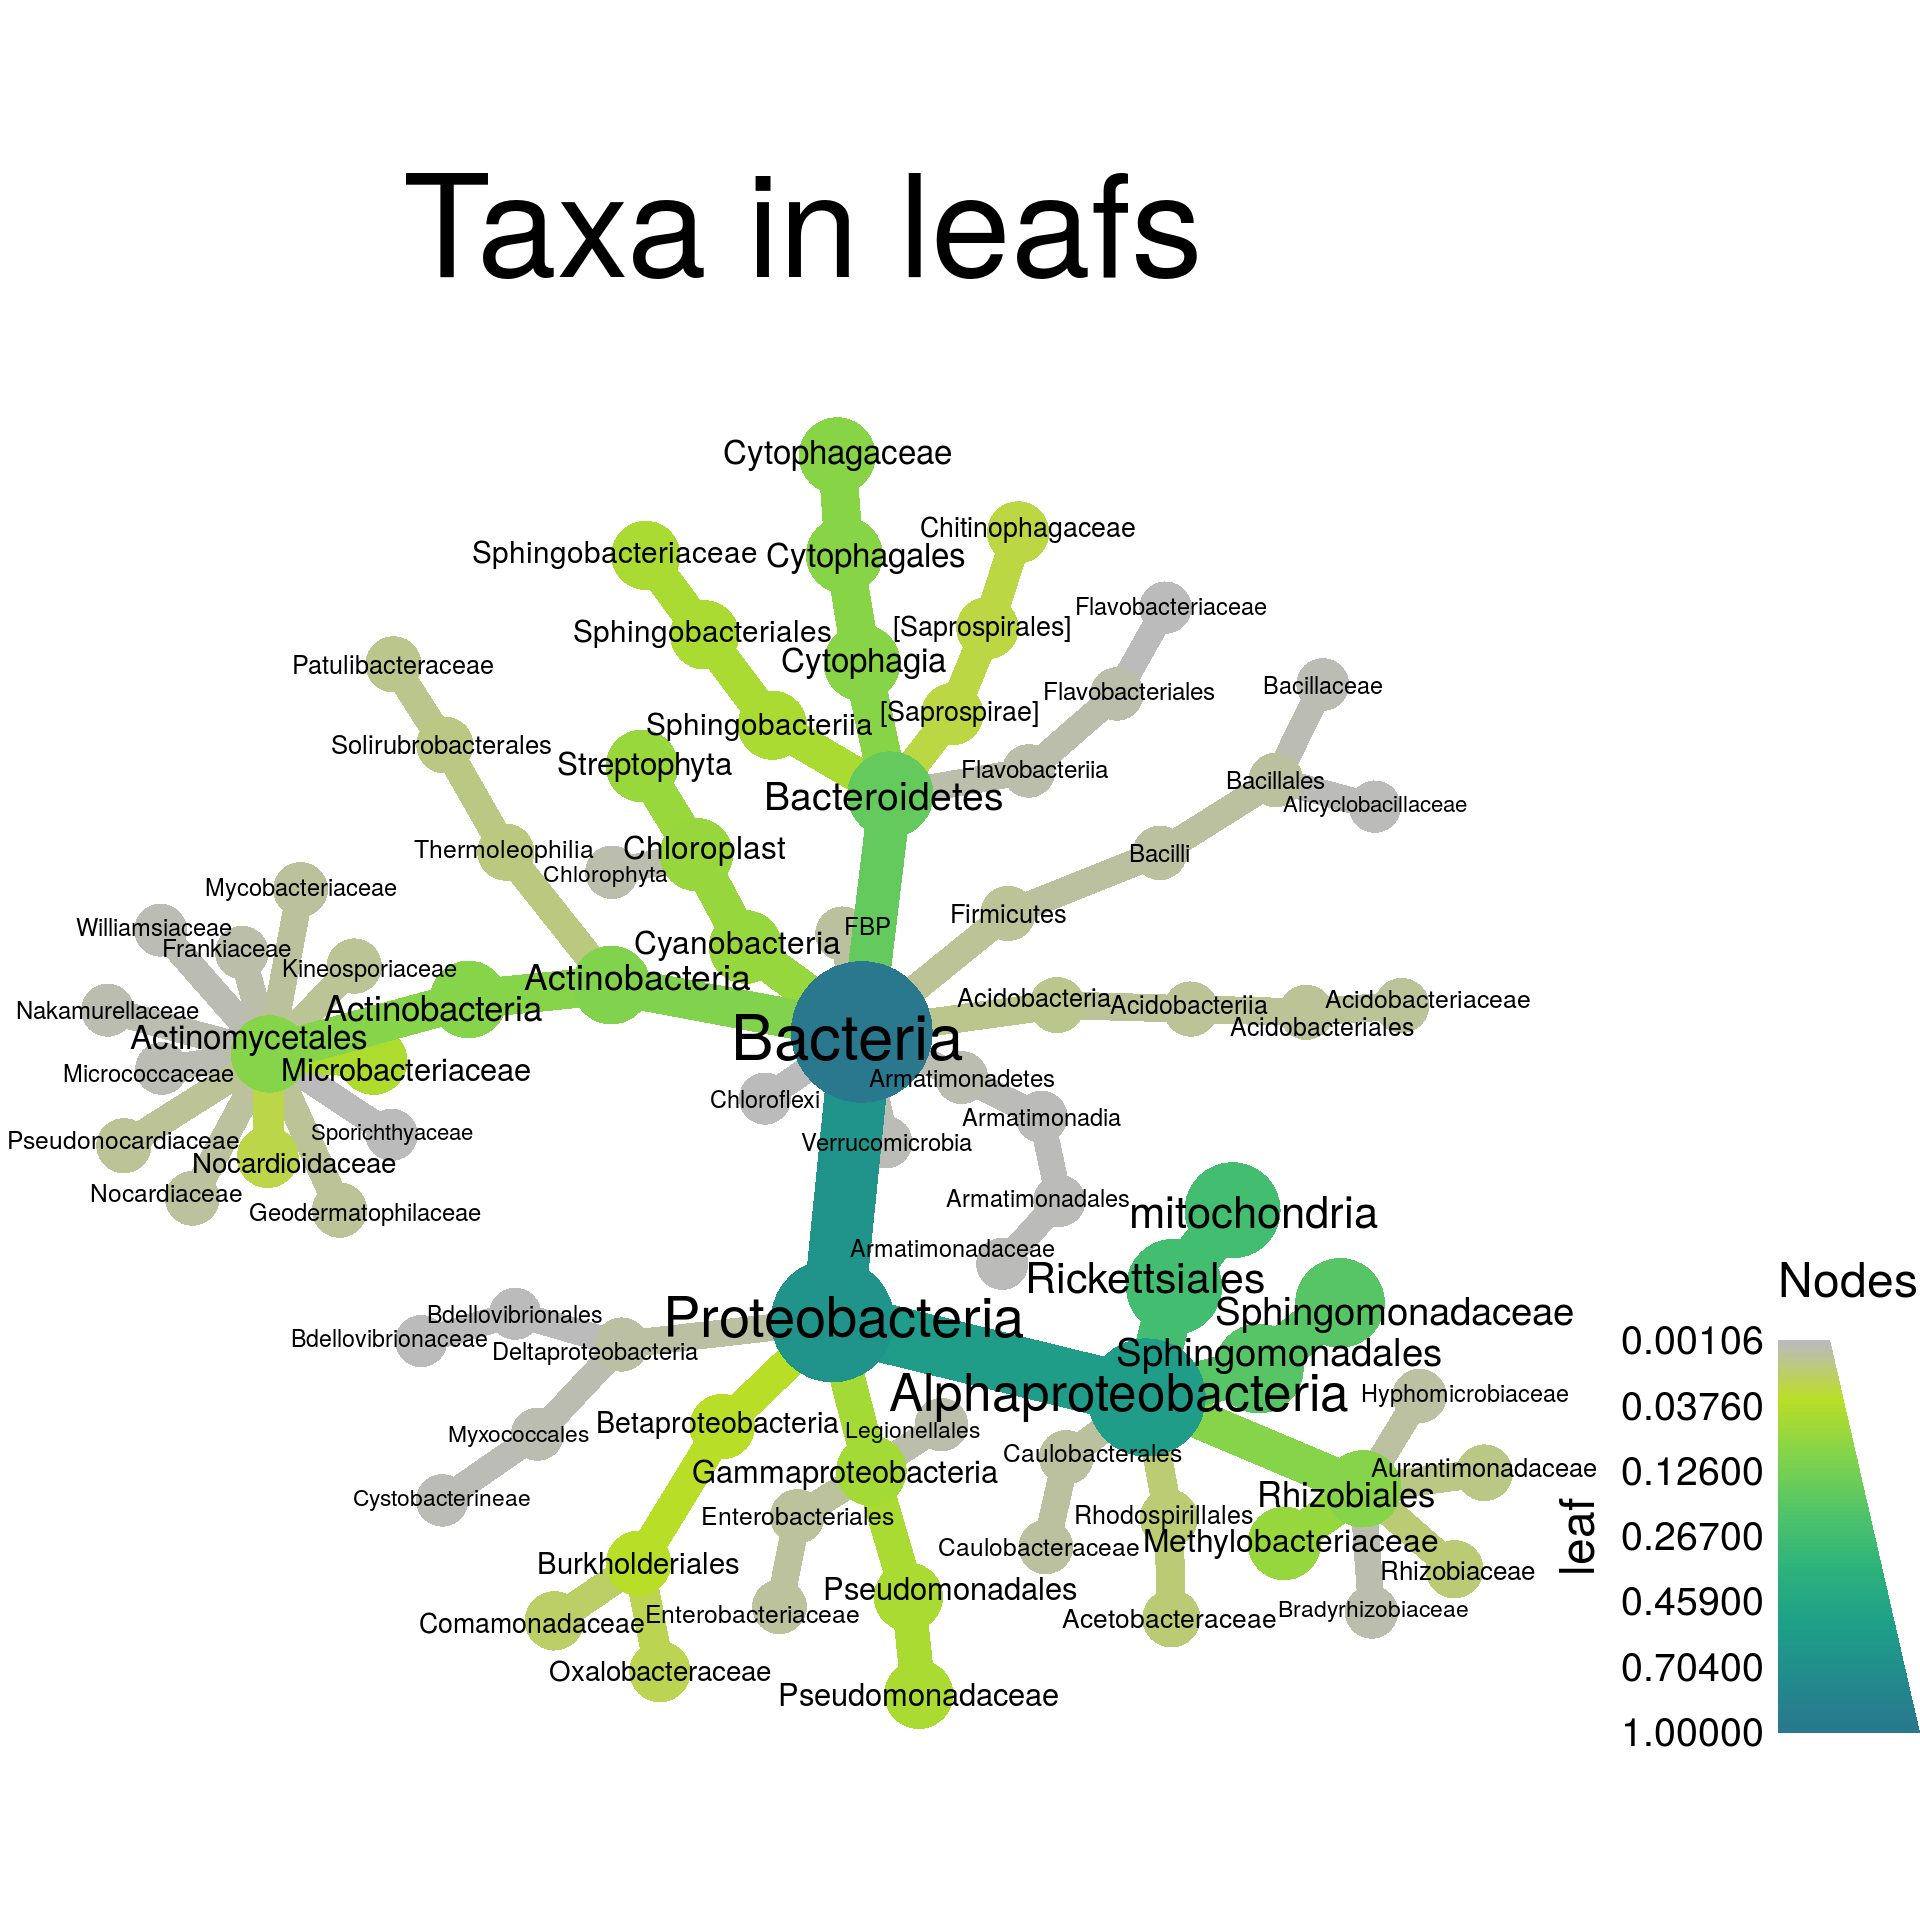 Taxa in leafs
Cytophagaceae
Chitinophagaceae
Sphingobacteriaceae
Cytophagales
Flavobacteriaceae
Sphingobacteriales
[Saprospirales]
Patulibacteraceae
Cytophagia
Flavobacteriales
Bacillaceae
Sphingobacteriia
[Saprospirae]
Solirubrobacterales
Streptophyta
Flavobacteriia
Bacillales
Bacteroidetes
Alicyclobacillaceae
Thermoleophilia
Chloroplast
Bacilli
Chlorophyta
Mycobacteriaceae
Firmicutes
Williamsiaceae
FBP
Frankiaceae
Cyanobacteria
Kineosporiaceae
Actinobacteria
Acidobacteria
Acidobacteriia
Acidobacteriaceae
Nakamurellaceae
Actinobacteria
Acidobacteriales
Actinomycetales
Bacteria
Micrococcaceae
Microbacteriaceae
Armatimonadetes
Chloroflexi
Armatimonadia
Pseudonocardiaceae
Sporichthyaceae
Verrucomicrobia
Nocardioidaceae
Nocardiaceae
Armatimonadales
Geodermatophilaceae
mitochondria
Armatimonadaceae
Rickettsiales
Nodes
Bdellovibrionales
Proteobacteria
Sphingomonadaceae
Bdellovibrionaceae
0.00106
Deltaproteobacteria
Sphingomonadales
Alphaproteobacteria
Hyphomicrobiaceae
0.03760
Betaproteobacteria
Legionellales
Myxococcales
Caulobacterales
Gammaproteobacteria
Aurantimonadaceae
0.12600
Cystobacterineae
Rhizobiales
Enterobacteriales
Rhodospirillales
leaf
0.26700
Methylobacteriaceae
Caulobacteraceae
Burkholderiales
Rhizobiaceae
Pseudomonadales
0.45900
Comamonadaceae
Enterobacteriaceae
Acetobacteraceae
Bradyrhizobiaceae
Oxalobacteraceae
0.70400
Pseudomonadaceae
1.00000